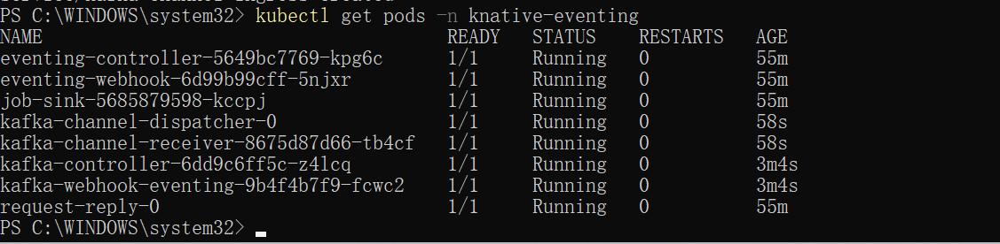 PS C:\WINDOWS\system32> kubectl get pods -n knative-eventing
NAME READY STATUS RESTARTS AGE
eventing-controller-5649bc7769-kpg6c 1/1 Running 0 55m
eventing-webhook-6d99b99cff-5njxr 1/1 Running 0 55m
job-sink-5685879598-kccpj 1/1 Running 0 55m
kafka-channel-dispatcher-0 1/1 Running 0 58s
kafka-channel-receiver-8675d87d66-tb4cf 1/1 Running 0 58s
kafka-controller-6dd9c6ff5c-z4lcq 1/1 Running 0 3m4s
kafka-webhook-eventing-9b4f4b7f9-fcwc2 1/1 Running 0 3m4s
request-reply-0 1/1 Running 0 55m
PS C:\WINDOWS\system32>